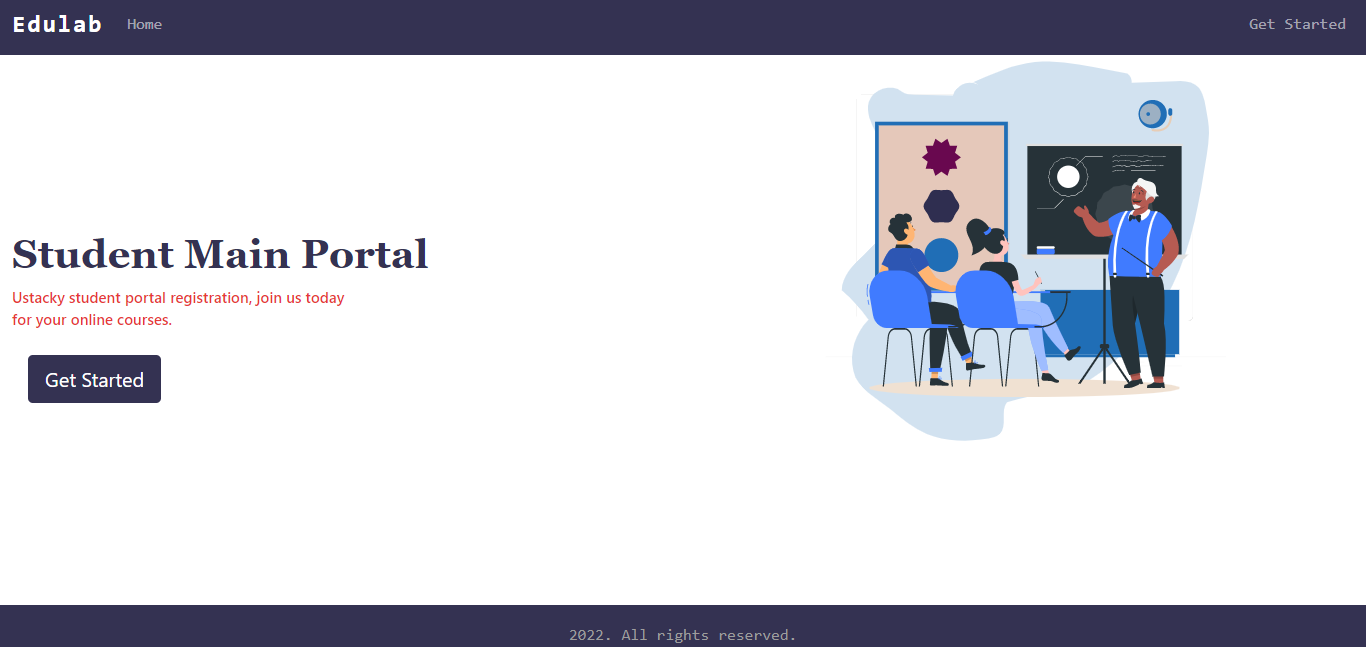 Edulab
Home
Get Started
Student Main Portal
Ustacky student portal registration, join us today
for your online courses.
Get Started
2022. All rights reserved.